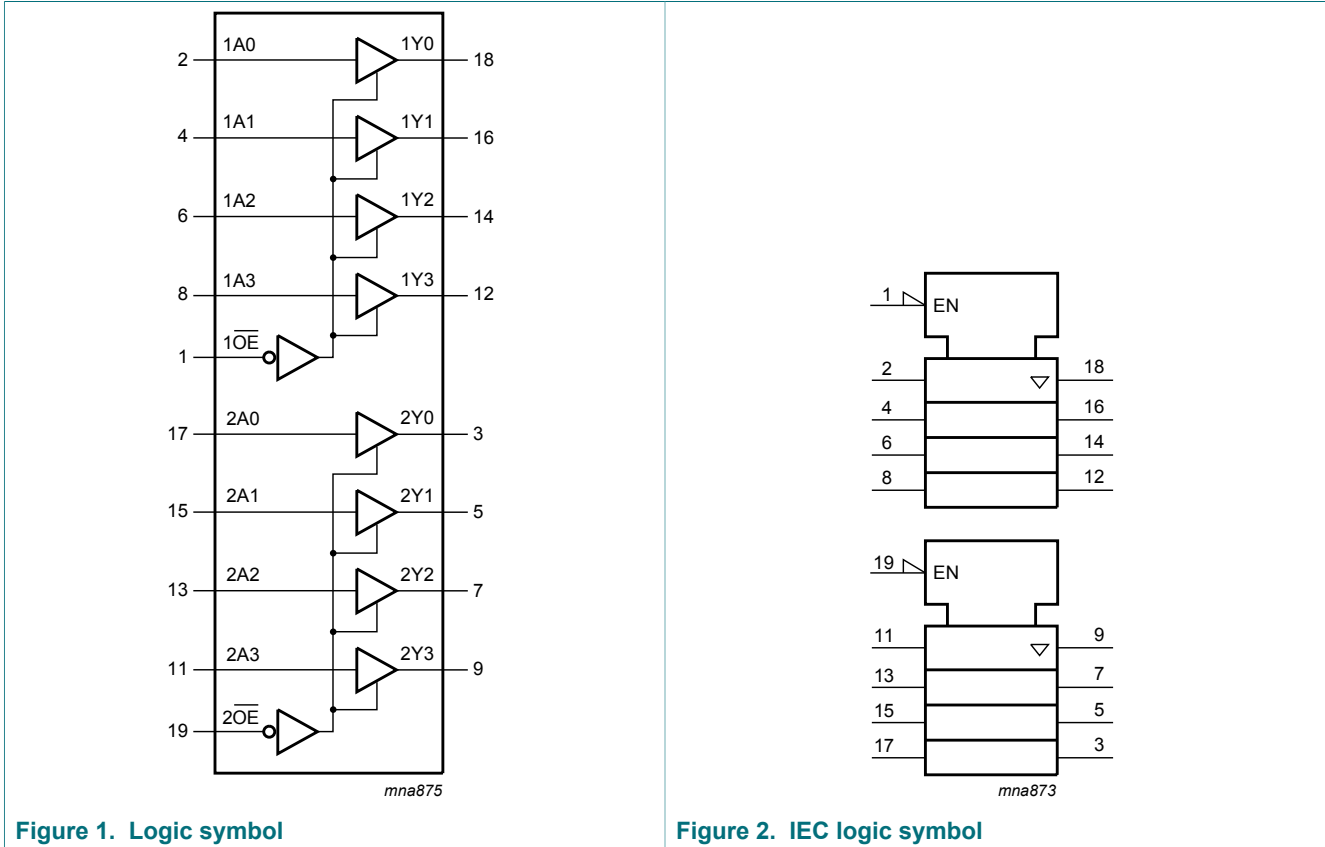 1A0 1Y0
2 18
1A1 1Y1
4 16
1A2 1Y2
6 14
1A3 1Y3
8 12
1O̅E̅
1
2A0 2Y0
17 3
2A1 2Y1
15 5
2A2 2Y2
13 7
2A3 2Y3
11 9
2O̅E̅
19
mna875
Figure 1. Logic symbol
1 EN
2 18
4 16
6 14
8 12
19 EN
11 9
13 7
15 5
17 3
mna873
Figure 2. IEC logic symbol